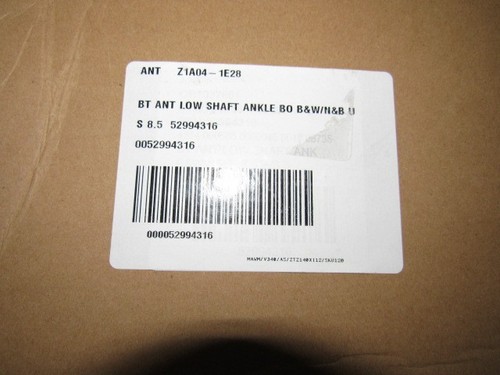 ANT Z1A04-1E28
BT ANT LOW SHAFT ANKLE BO B&W/N&B U
S 8.5 52994316
0052994316
000052994316